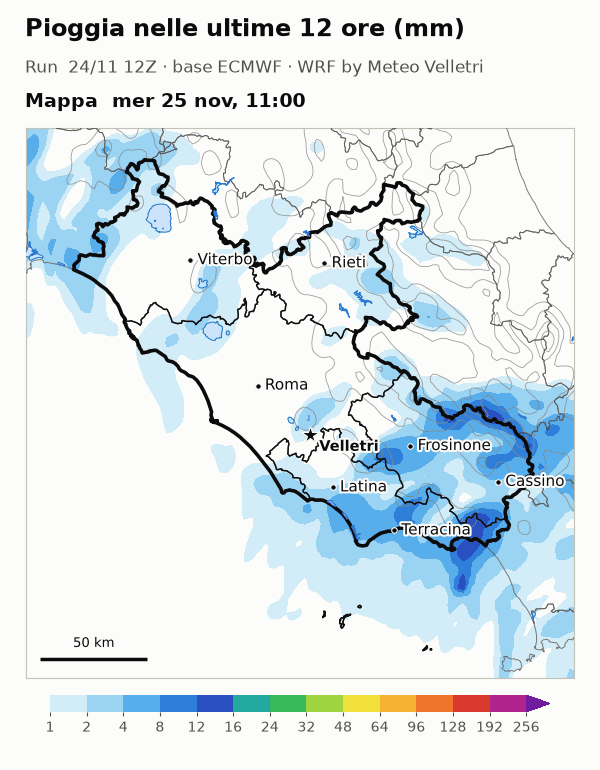 Pioggia nelle ultime 12 ore (mm)
Run  24/11 12Z · base ECMWF · WRF by Meteo Velletri
Mappa  mer 25 nov, 11:00
Viterbo
Rieti
Roma
Velletri
Frosinone
Latina
Cassino
Terracina
50 km
1 2 4 8 12 16 24 32 48 64 96 128 192 256